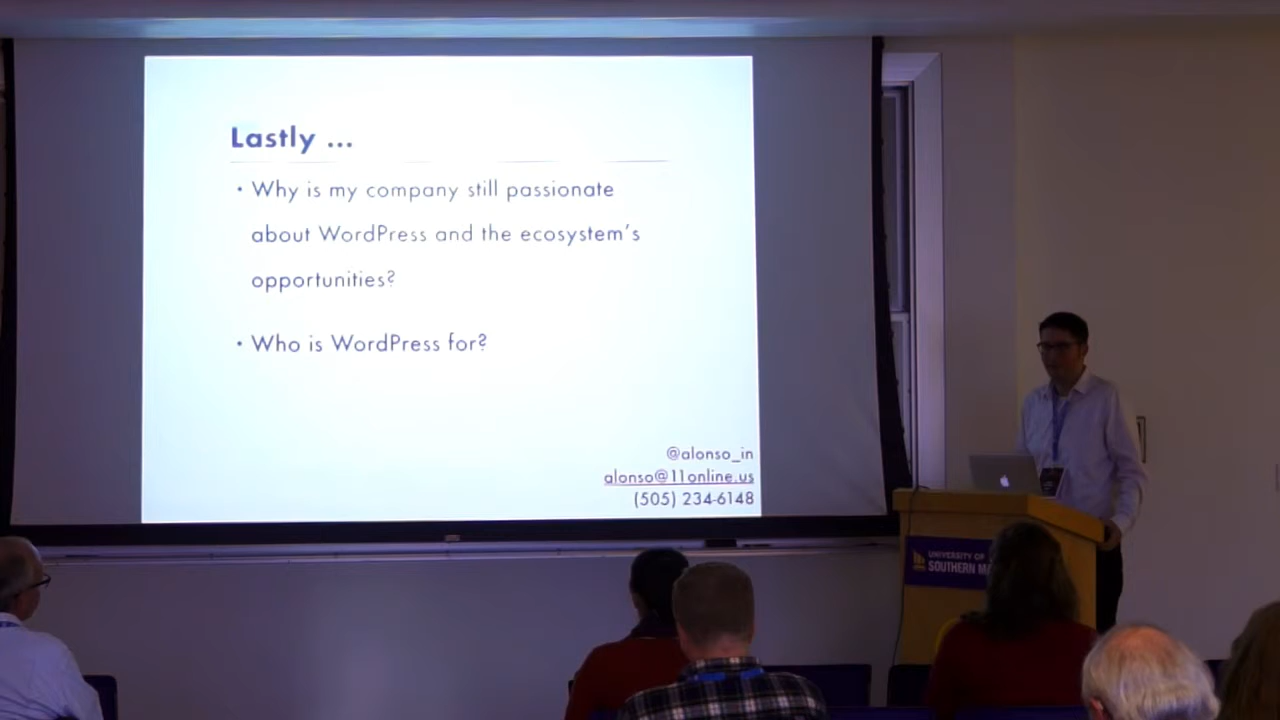 Lastly ...
• Why is my company still passionate
about WordPress and the ecosystem's
opportunities?
• Who is WordPress for?
@alonso_in
alonso@11online.us
(505) 234-6148
UNIVERSITY OF
SOUTHERN